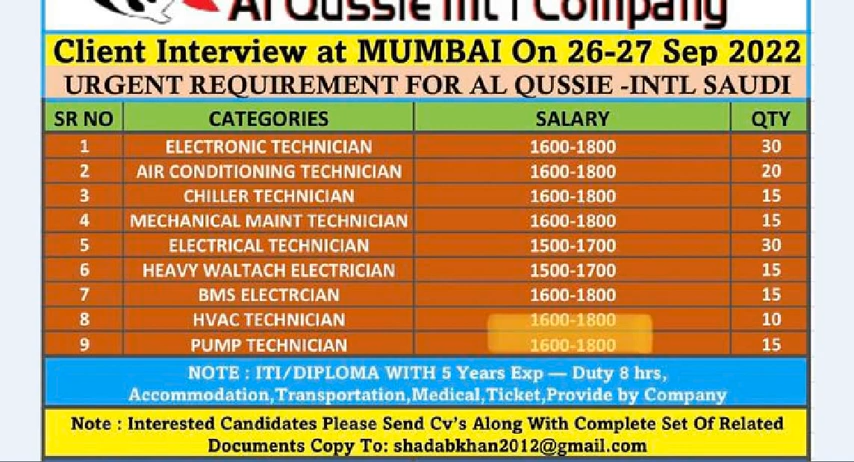 Al Qussie Int'l Company
Client Interview at MUMBAI On 26-27 Sep 2022
URGENT REQUIREMENT FOR AL QUSSIE -INTL SAUDI
SR NO CATEGORIES SALARY QTY
1 ELECTRONIC TECHNICIAN 1600-1800 30
2 AIR CONDITIONING TECHNICIAN 1600-1800 20
3 CHILLER TECHNICIAN 1600-1800 15
4 MECHANICAL MAINT TECHNICIAN 1600-1800 15
5 ELECTRICAL TECHNICIAN 1500-1700 30
6 HEAVY WALTACH ELECTRICIAN 1500-1700 15
7 BMS ELECTRCIAN 1600-1800 15
8 HVAC TECHNICIAN 1600-1800 10
9 PUMP TECHNICIAN 1600-1800 15
NOTE : ITI/DIPLOMA WITH 5 Years Exp — Duty 8 hrs,
Accommodation,Transportation,Medical,Ticket,Provide by Company
Note : Interested Candidates Please Send Cv's Along With Complete Set Of Related
Documents Copy To: shadabkhan2012@gmail.com